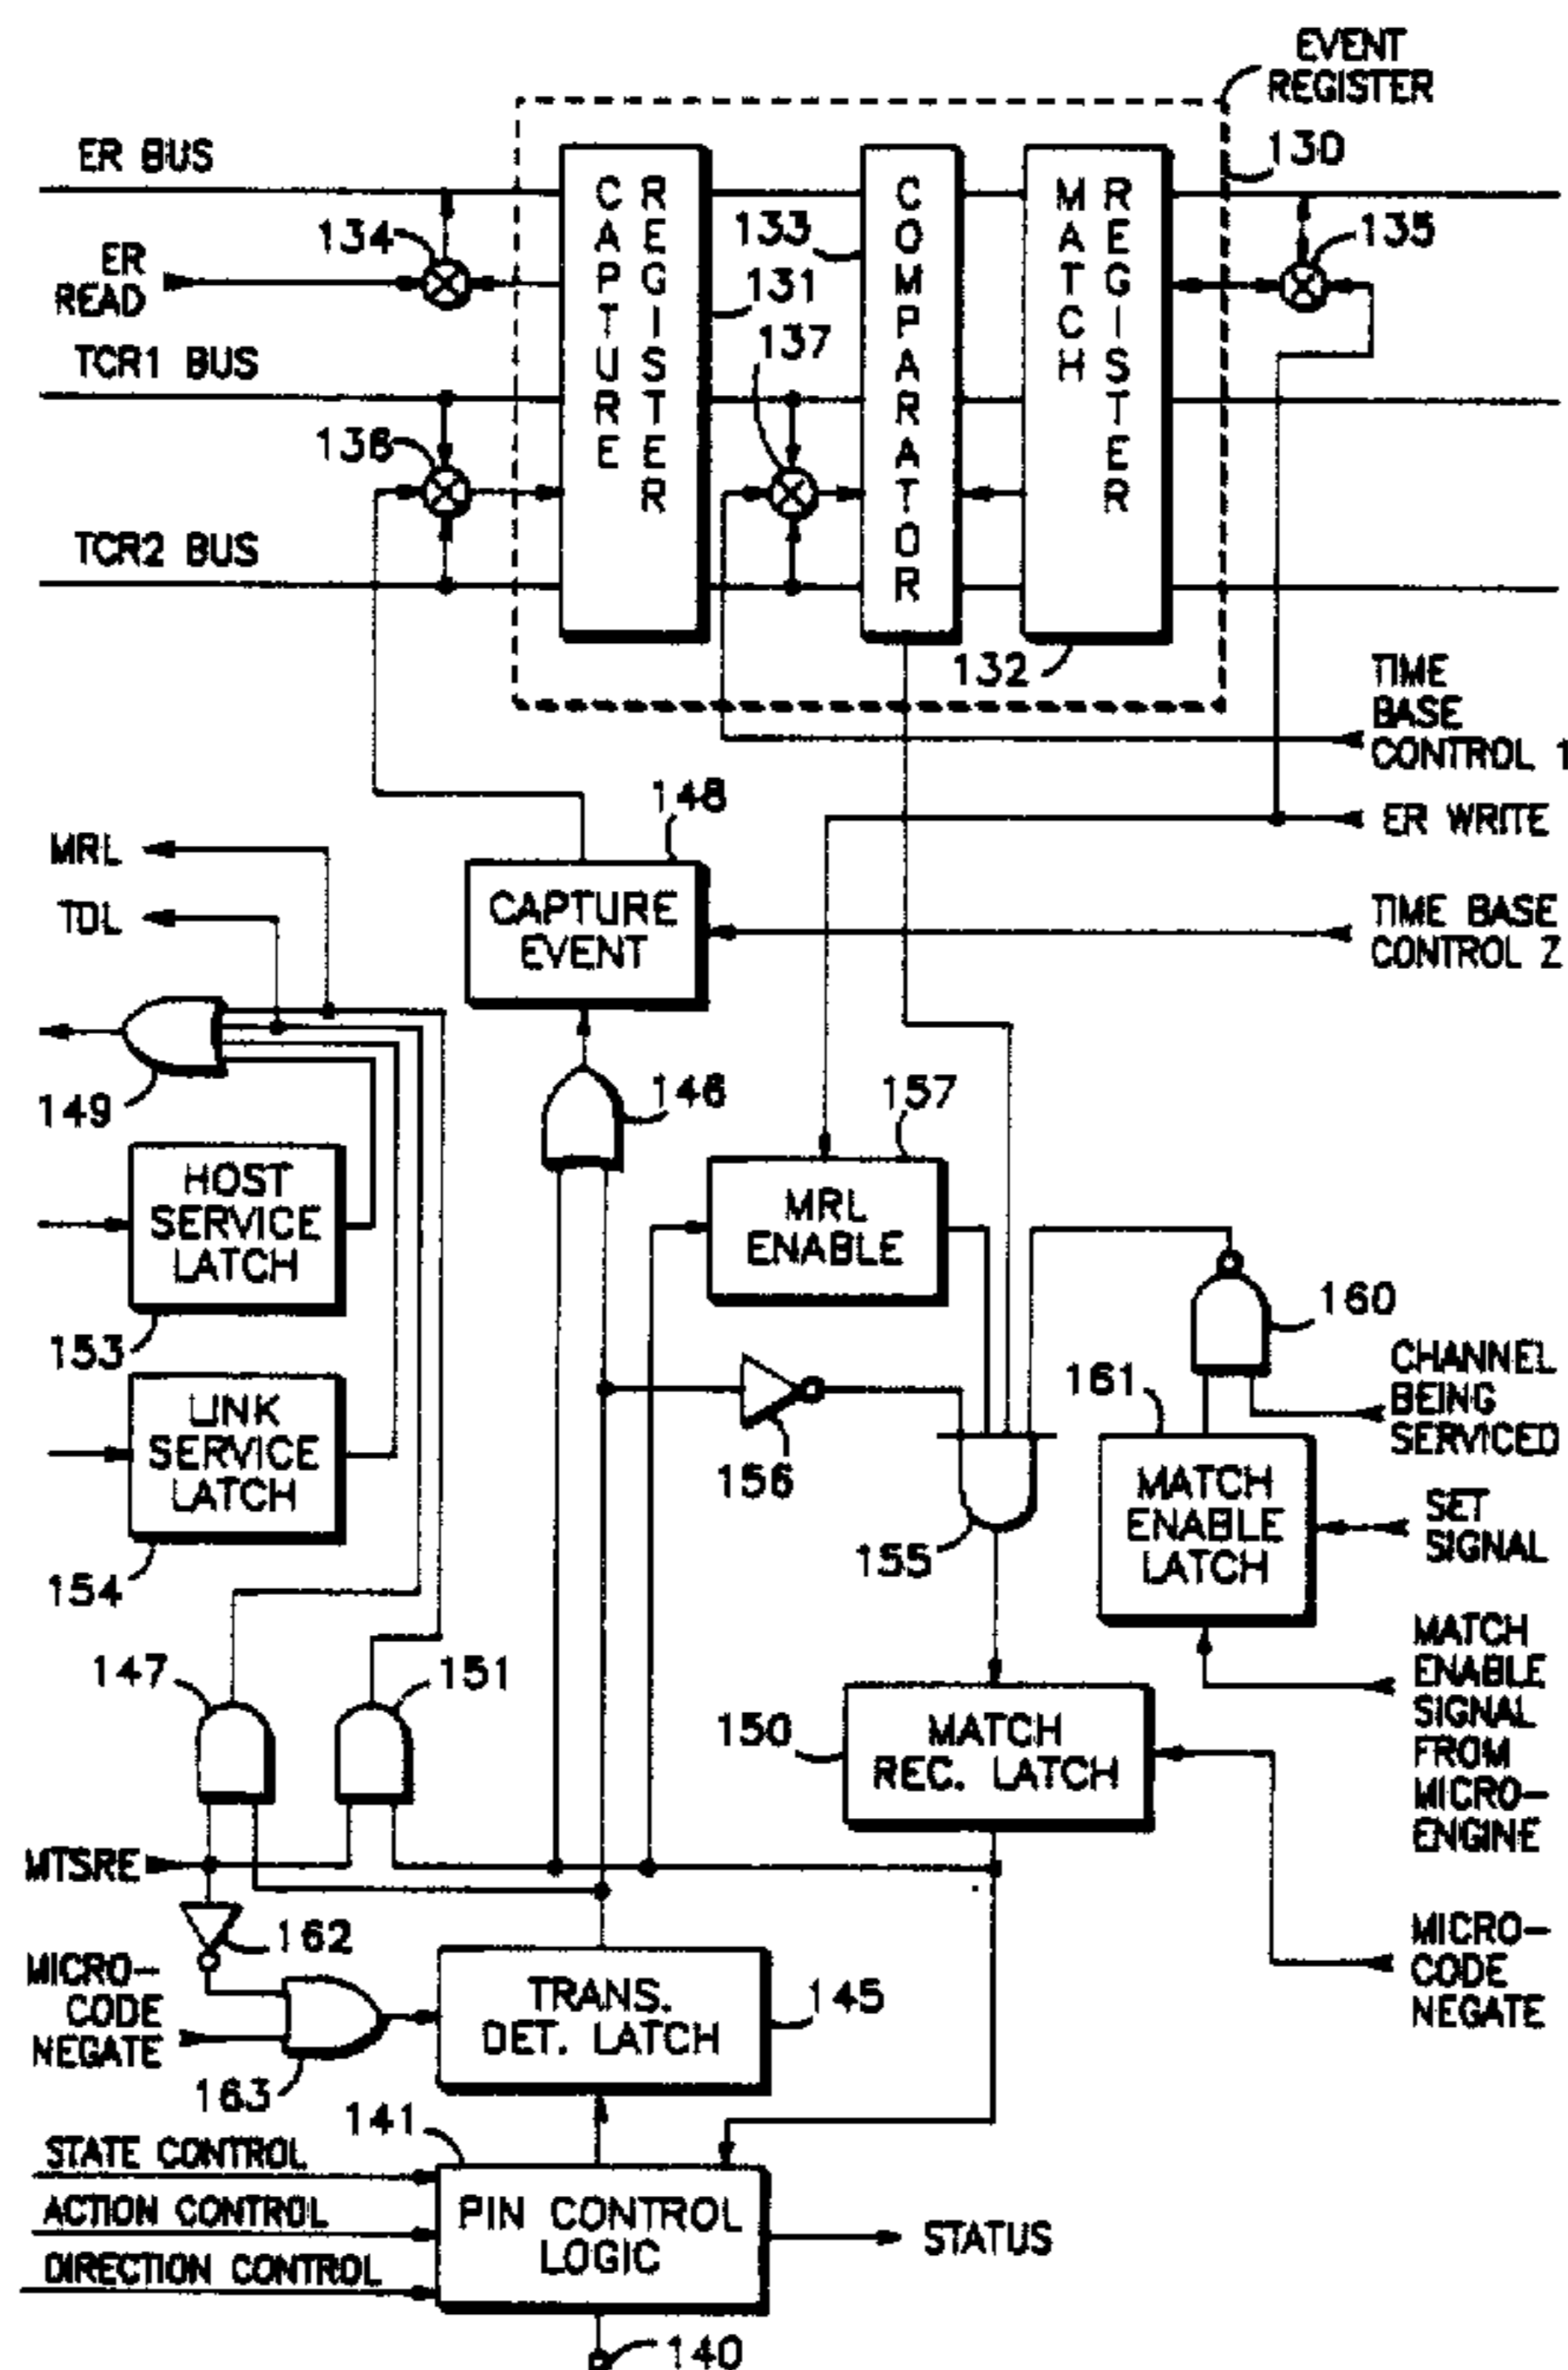 EVENT
REGISTER
130
ER BUS
134
ER
READ
CAPTURE
REGISTER
131
133
COMPARATOR
MATCH
REGISTER
135
137
TCR1 BUS
136
TCR2 BUS
132
TIME
BASE
CONTROL 1
ER WRITE
148
MRL
TDL
CAPTURE
EVENT
TIME BASE
CONTROL 2
149
146
157
HOST
SERVICE
LATCH
153
MRL
ENABLE
160
CHANNEL
BEING
SERVICED
161
LINK
SERVICE
LATCH
154
156
155
MATCH
ENABLE
LATCH
SET
SIGNAL
MATCH
ENABLE
SIGNAL
FROM
MICRO-
ENGINE
147
151
150
MATCH
REC. LATCH
MTSRE
162
MICRO-
CODE
NEGATE
163
TRANS.
DET. LATCH
145
MICRO-
CODE
NEGATE
141
STATE CONTROL
ACTION CONTROL
DIRECTION CONTROL
PIN CONTROL
LOGIC
STATUS
140